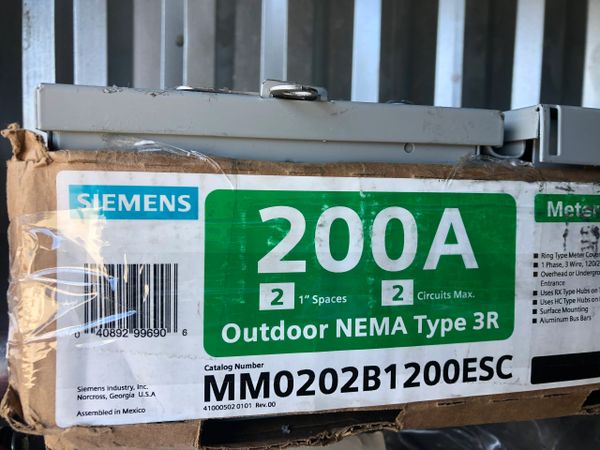 SIEMENS
200A
2 1" Spaces 2 Circuits Max.
Outdoor NEMA Type 3R
0 40892 99690 6
Catalog Number
MM0202B1200ESC
Siemens Industry, Inc.
Norcross, Georgia U.S.A
Assembled in Mexico
41000502 0101 Rev.00
Meter
Ring Type Meter
1 Phase, 3 Wire,
Overhead or
Entrance
Uses RX Type Hubs on
Uses HC Type Hubs on
Surface Mounting
Aluminum Bus Bars